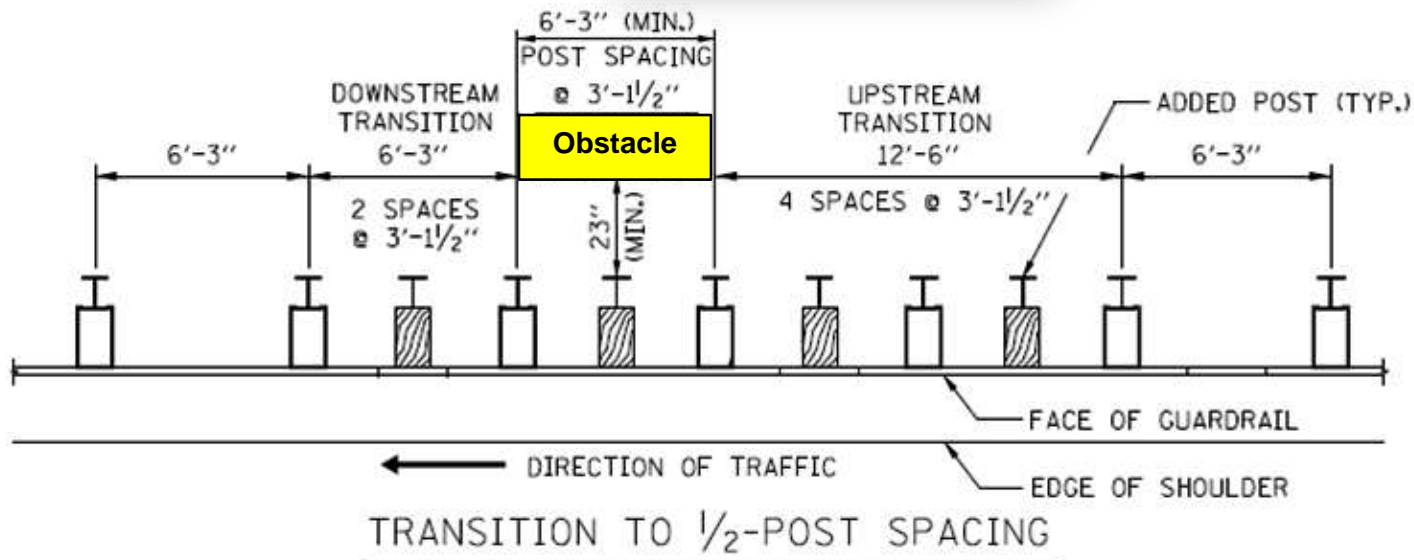 6'-3" (MIN.)
POST SPACING
@ 3'-1½"
DOWNSTREAM
TRANSITION
UPSTREAM
TRANSITION
ADDED POST (TYP.)
Obstacle
6'-3"
6'-3"
12'-6"
6'-3"
2 SPACES
@ 3'-1½"
23"
(MIN.)
4 SPACES @ 3'-1½"
FACE OF GUARDRAIL
DIRECTION OF TRAFFIC
EDGE OF SHOULDER
TRANSITION TO ½-POST SPACING